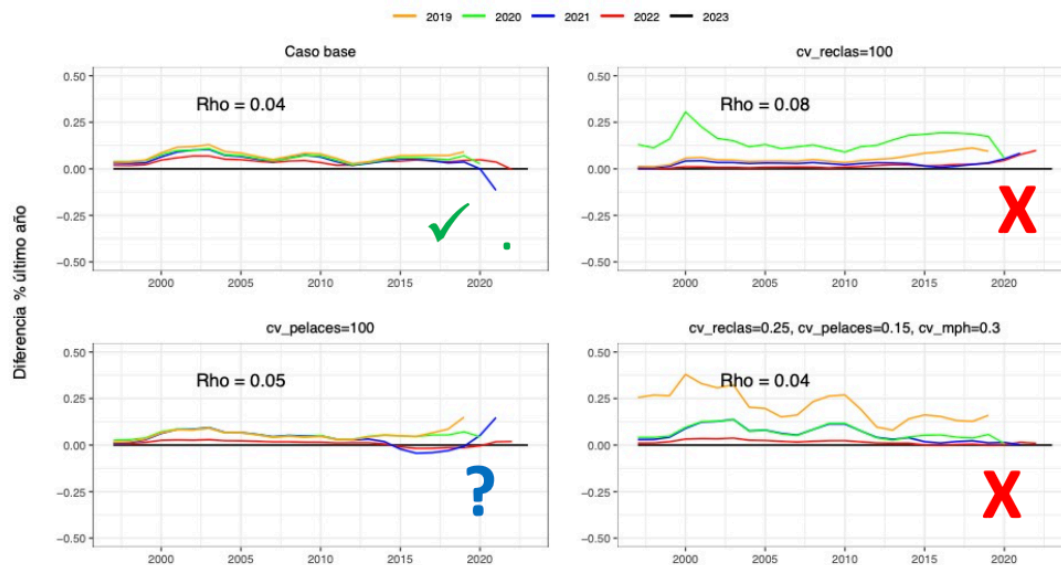 2019 2020 2021 2022 2023
Diferencia % último año
Caso base
0.50
0.25
0.00
−0.25
−0.50
Rho = 0.04
✓ .
2000 2005 2010 2015 2020
cv_reclas=100
0.50
0.25
0.00
−0.25
−0.50
Rho = 0.08
X
2000 2005 2010 2015 2020
cv_pelaces=100
0.50
0.25
0.00
−0.25
−0.50
Rho = 0.05
?
2000 2005 2010 2015 2020
cv_reclas=0.25, cv_pelaces=0.15, cv_mph=0.3
0.50
0.25
0.00
−0.25
−0.50
Rho = 0.04
X
2000 2005 2010 2015 2020